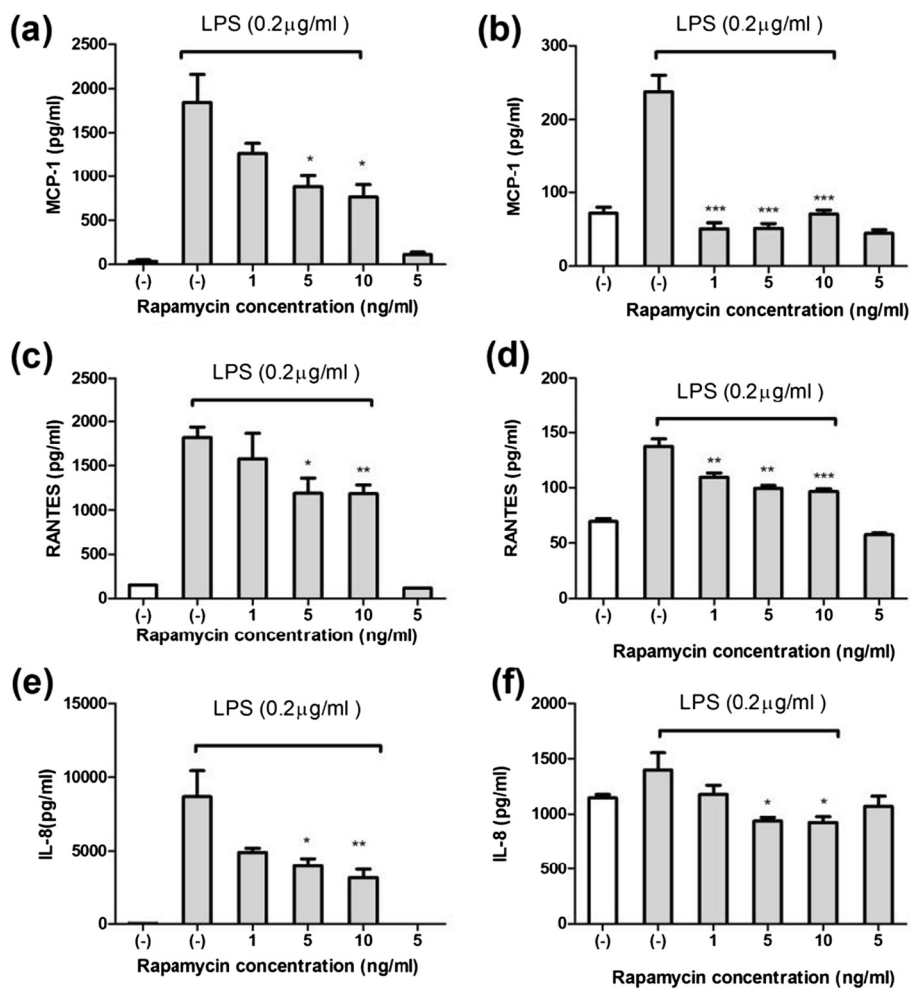 (a)
LPS (0.2μg/ml)
MCP-1 (pg/ml)
2500
2000
1500
1000
500
0
* *
(-) (-) 1 5 10 5
Rapamycin concentration (ng/ml)
(b)
LPS (0.2μg/ml)
MCP-1 (pg/ml)
300
200
100
0
*** *** ***
(-) (-) 1 5 10 5
Rapamycin concentration (ng/ml)
(c)
LPS (0.2μg/ml )
RANTES (pg/ml)
2500
2000
1500
1000
500
0
* **
(-) (-) 1 5 10 5
Rapamycin concentration (ng/ml)
(d)
LPS (0.2μg/ml )
RANTES (pg/ml)
200
150
100
50
0
** ** ***
(-) (-) 1 5 10 5
Rapamycin concentration (ng/ml)
(e)
LPS (0.2μg/ml )
IL-8(pg/ml)
15000
10000
5000
0
* **
(-) (-) 1 5 10 5
Rapamycin concentration (ng/ml)
(f)
LPS (0.2μg/ml )
IL-8 (pg/ml)
2000
1500
1000
500
0
* *
(-) (-) 1 5 10 5
Rapamycin concentration (ng/ml)